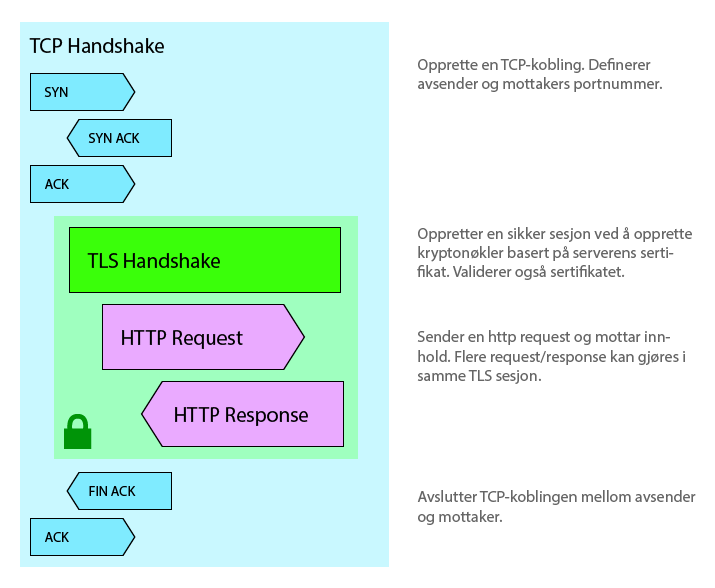 TCP Handshake
Opprette en TCP-kobling. Definerer
avsender og mottakers portnummer.
SYN
SYN ACK
ACK
TLS Handshake
Oppretter en sikker sesjon ved å opprette
kryptonøkler basert på serverens serti-
fikat. Validerer også sertifikatet.
HTTP Request
Sender en http request og mottar inn-
hold. Flere request/response kan gjøres i
samme TLS sesjon.
HTTP Response
FIN ACK
ACK
Avslutter TCP-koblingen mellom avsender
og mottaker.